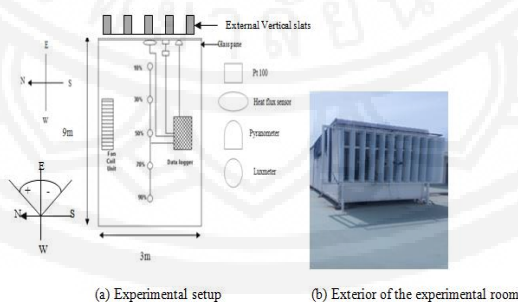 External Vertical slats
Glass pane
E
N
S
W
9m
30%
50%
70%
90%
Fan
Coil
Unit
Data logger
Pt 100
Heat flux sensor
Pyranometer
Luxmeter
E
+
-
N
S
W
3m
(a) Experimental setup
(b) Exterior of the experimental room